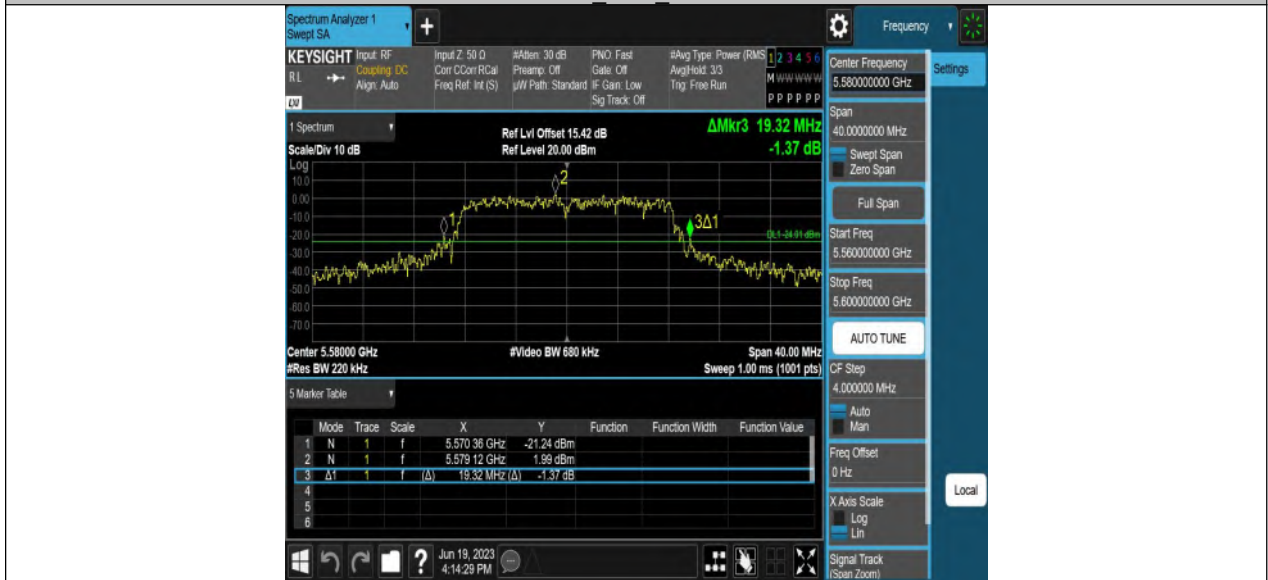 Spectrum Analyzer 1
Swept SA
+
Frequency
KEYSIGHT Input: RF Input Z: 50 Ω #Atten: 30 dB PNO: Fast #Avg Type: Power (RMS 1 2 3 4 5 6
RL Coupling: DC Corr CCorr RCal Preamp: Off Gate: Off Avg|Hold: 3/3 M W W W W W
Align: Auto Freq Ref: Int (S) µW Path: Standard IF Gain: Low Trig: Free Run
Sig Track: Off P P P P P P
LXI
1 Spectrum
Ref Lvl Offset 15.42 dB
ΔMkr3 19.32 MHz
Scale/Div 10 dB
Ref Level 20.00 dBm
-1.37 dB
Log
10.0
0.00
-10.0
-20.0
-30.0
-40.0
-50.0
-60.0
-70.0
1
2
3Δ1
DL1 -24.01 dBm
Center 5.58000 GHz #Video BW 680 kHz Span 40.00 MHz
#Res BW 220 kHz Sweep 1.00 ms (1001 pts)
5 Marker Table
Mode Trace Scale X Y Function Function Width Function Value
1 N 1 f 5.570 36 GHz -21.24 dBm
2 N 1 f 5.579 12 GHz 1.99 dBm
3 Δ1 1 f (Δ) 19.32 MHz (Δ) -1.37 dB
4
5
6
?
Jun 19, 2023
4:14:29 PM
Center Frequency
5.580000000 GHz
Settings
Span
40.0000000 MHz
Swept Span
Zero Span
Full Span
Start Freq
5.560000000 GHz
Stop Freq
5.600000000 GHz
AUTO TUNE
CF Step
4.000000 MHz
Auto
Man
Freq Offset
0 Hz
X Axis Scale
Log
Lin
Local
Signal Track
(Span Zoom)